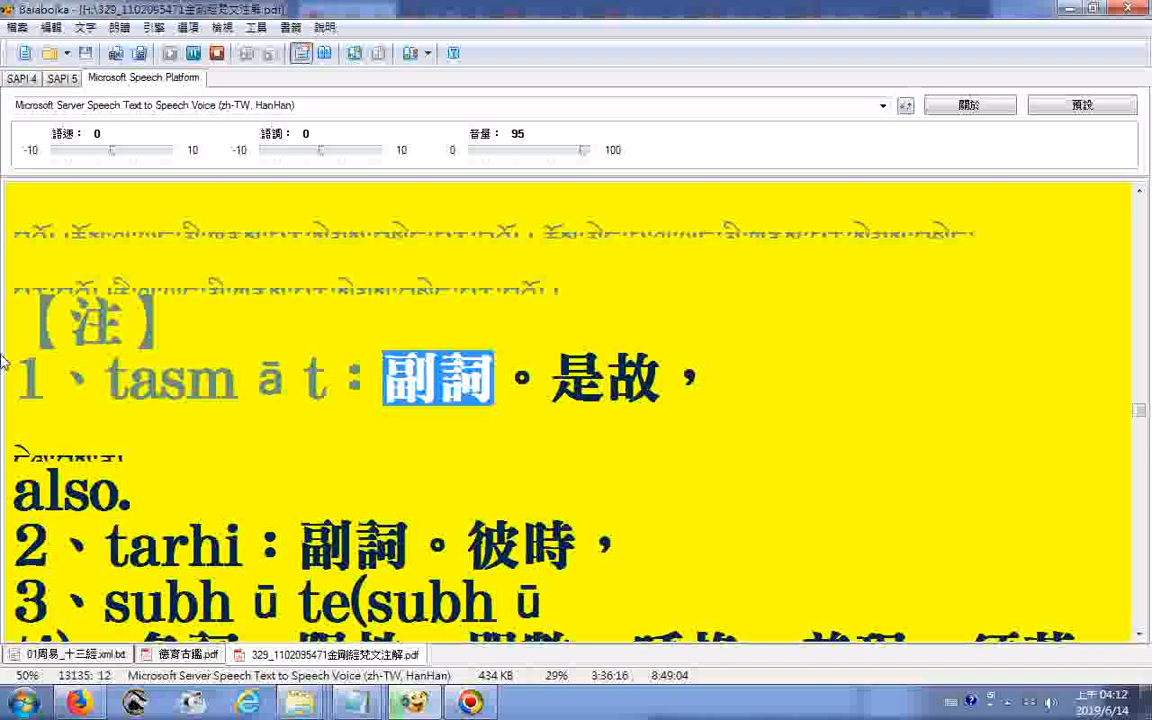 Balabolka - [H:\329_1102095471金剛經梵文注解.pdf]
檔案 編輯 文字 朗讀 引擎 選項 檢視 工具 書籤 說明
SAPI 4 SAPI 5 Microsoft Speech Platform
Microsoft Server Speech Text to Speech Voice (zh-TW, HanHan) 關於 預設
語速： 0 語調： 0 音量： 95
-10 10 -10 10 0 100
【注】
1、tasm ā t：副詞。是故，
also.
2、tarhi：副詞。彼時，
3、subh ū te(subh ū
01周易_十三經.xml.txt 德育古鑑.pdf 329_1102095471金剛經梵文注解.pdf
50% 13135: 12 Microsoft Server Speech Text to Speech Voice (zh-TW, HanHan) 434 KB 29% 3:36:16 8:49:04
上午 04:12
2019/6/14